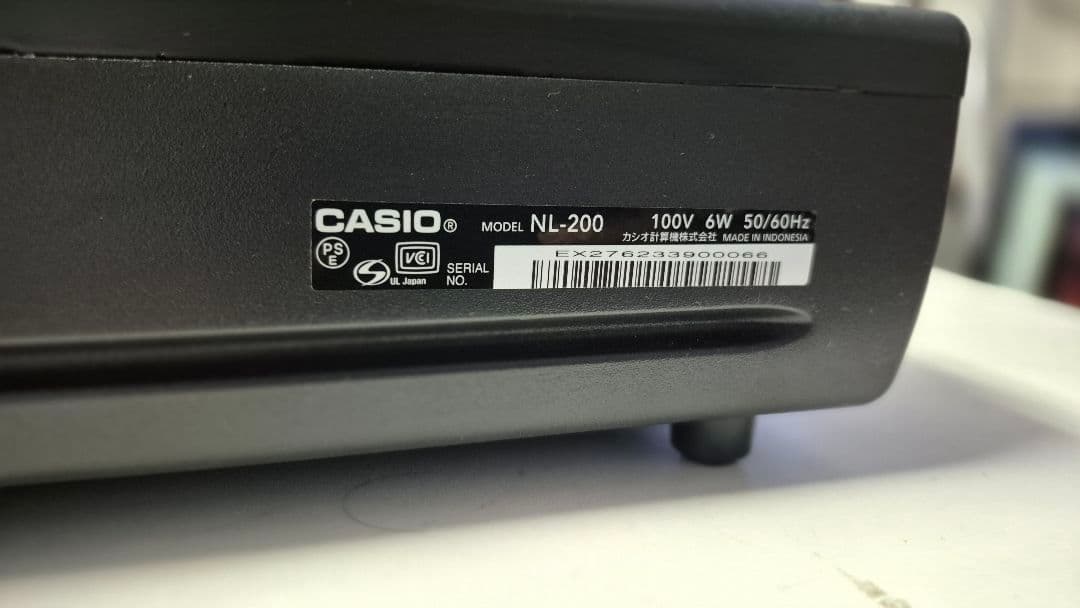 CASIO® MODEL NL-200 100V 6W 50/60Hz
カシオ計算機株式会社 MADE IN INDONESIA
PS
E
VCI
UL Japan
SERIAL
NO.
EX276233900066